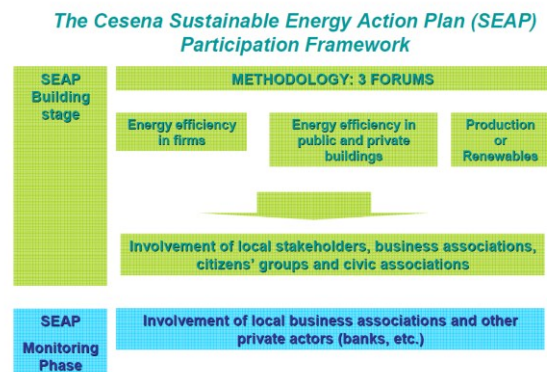 The Cesena Sustainable Energy Action Plan (SEAP)
Participation Framework
SEAP
Building
stage
METHODOLOGY: 3 FORUMS
Energy efficiency
in firms
Energy efficiency in
public and private
buildings
Production
or
Renewables
Involvement of local stakeholders, business associations,
citizens’ groups and civic associations
SEAP
Monitoring
Phase
Involvement of local business associations and other
private actors (banks, etc.)